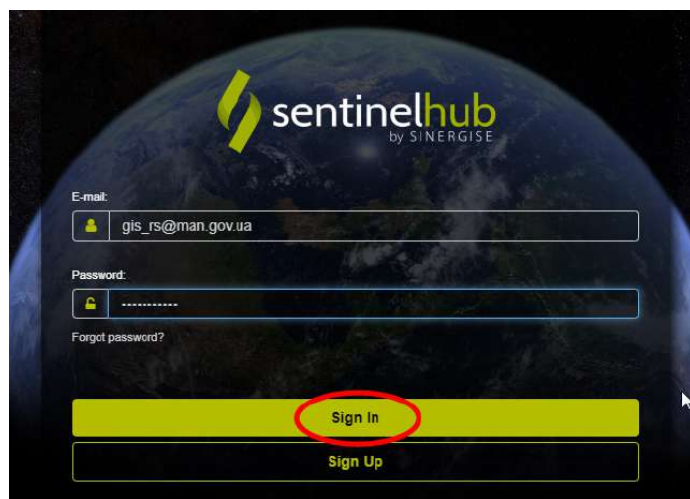 sentinelhub
by SINERGISE
E-mail:
gis_rs@man.gov.ua
Password:
-----------
Forgot password?
Sign In
Sign Up